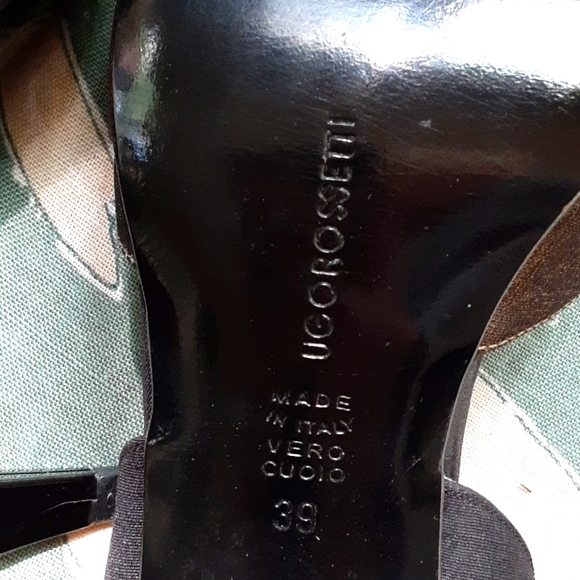 UGOROSSETTI
MADE
IN ITALY
VERO
CUOIO
39